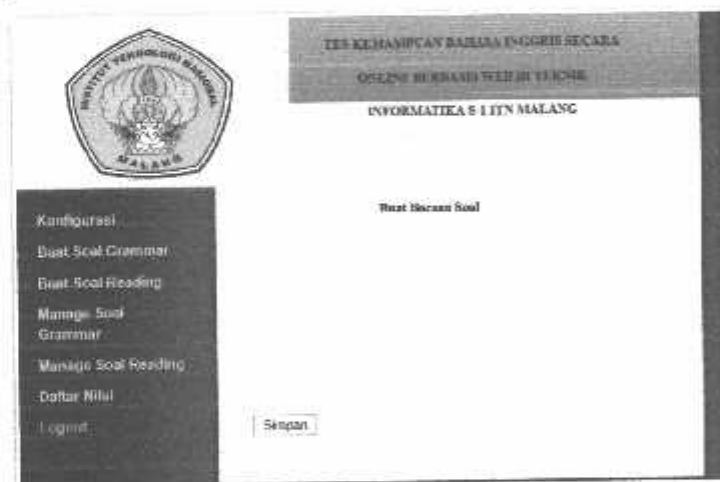 TES KEMAMPUAN BAHASA INGGRIS SECARA
ONLINE BERBASIS WEB DI TEKNIK
INFORMATIKA S-1 ITN MALANG
INSTITUT TEKNOLOGI NASIONAL
MALANG
Buat Bacaan Soal
Konfigurasi
Buat Soal Grammar
Buat Soal Reading
Manage Soal
Grammar
Manage Soal Reading
Daftar Nilai
Logout
Simpan